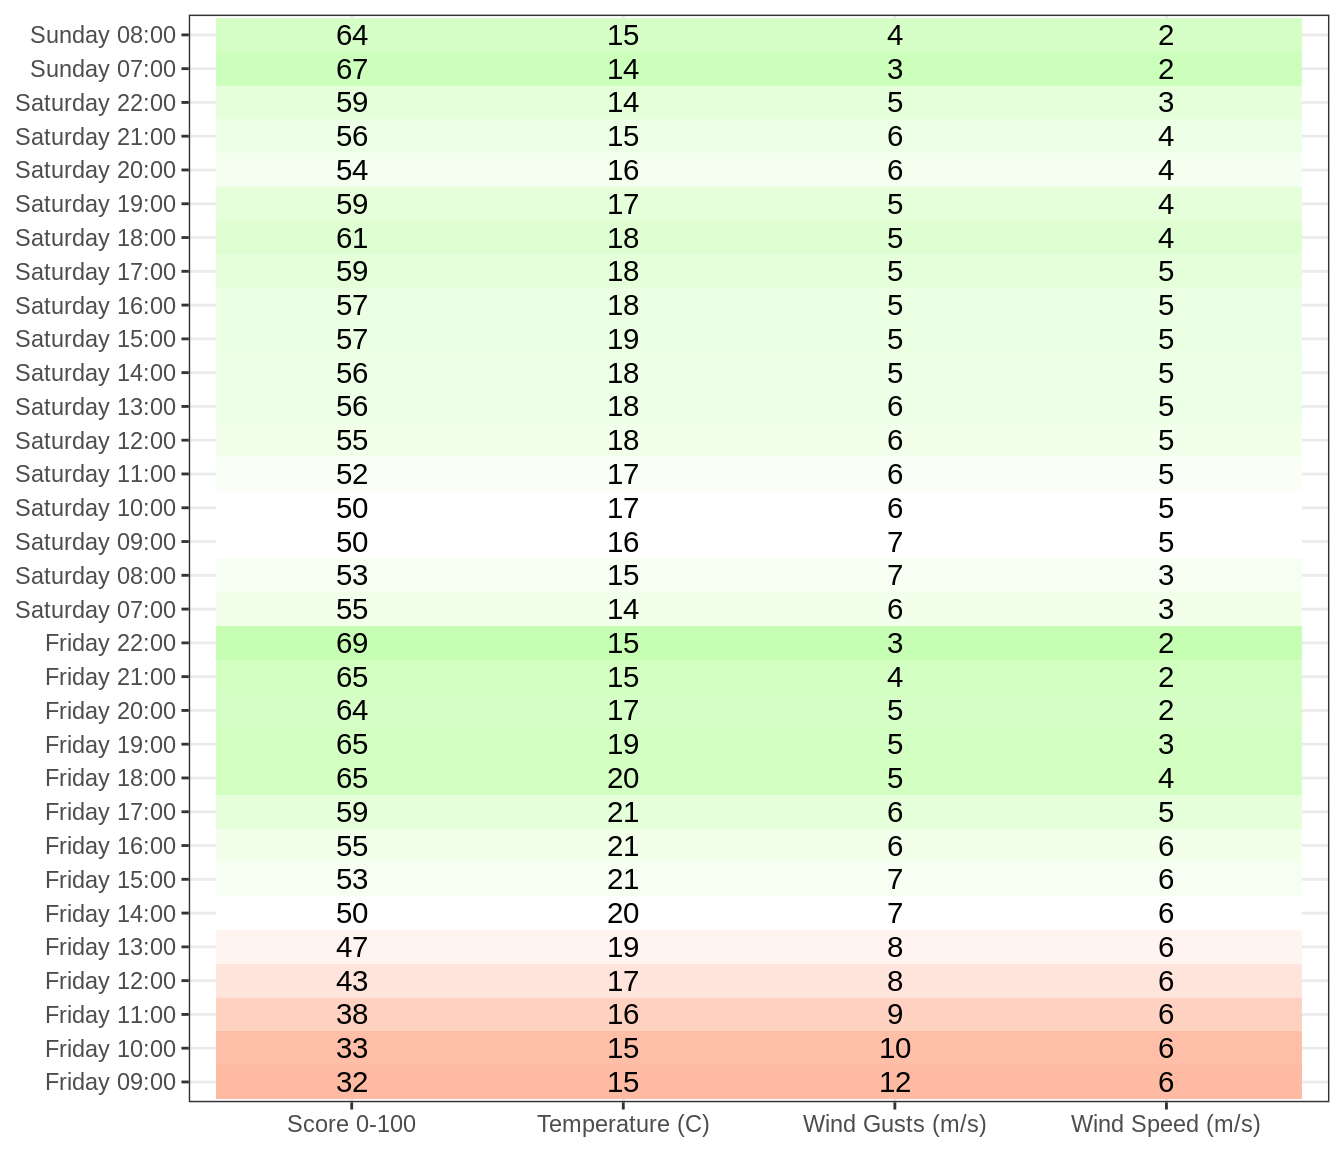 Sunday 08:00 64 15 4 2
Sunday 07:00 67 14 3 2
Saturday 22:00 59 14 5 3
Saturday 21:00 56 15 6 4
Saturday 20:00 54 16 6 4
Saturday 19:00 59 17 5 4
Saturday 18:00 61 18 5 4
Saturday 17:00 59 18 5 5
Saturday 16:00 57 18 5 5
Saturday 15:00 57 19 5 5
Saturday 14:00 56 18 5 5
Saturday 13:00 56 18 6 5
Saturday 12:00 55 18 6 5
Saturday 11:00 52 17 6 5
Saturday 10:00 50 17 6 5
Saturday 09:00 50 16 7 5
Saturday 08:00 53 15 7 3
Saturday 07:00 55 14 6 3
Friday 22:00 69 15 3 2
Friday 21:00 65 15 4 2
Friday 20:00 64 17 5 2
Friday 19:00 65 19 5 3
Friday 18:00 65 20 5 4
Friday 17:00 59 21 6 5
Friday 16:00 55 21 6 6
Friday 15:00 53 21 7 6
Friday 14:00 50 20 7 6
Friday 13:00 47 19 8 6
Friday 12:00 43 17 8 6
Friday 11:00 38 16 9 6
Friday 10:00 33 15 10 6
Friday 09:00 32 15 12 6
Score 0-100 Temperature (C) Wind Gusts (m/s) Wind Speed (m/s)